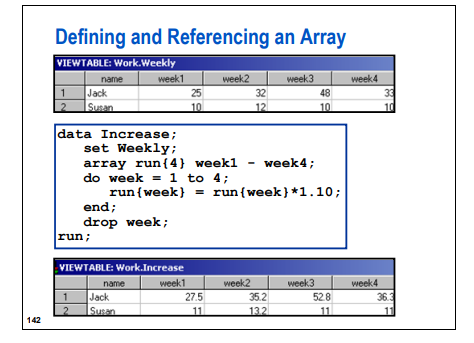 Defining and Referencing an Array
VIEWTABLE: Work.Weekly
name week1 week2 week3 week4
1 Jack 25 32 48 33
2 Susan 10 12 10 10
data Increase;
set Weekly;
array run{4} week1 - week4;
do week = 1 to 4;
run{week} = run{week}*1.10;
end;
drop week;
run;
VIEWTABLE: Work.Increase
name week1 week2 week3 week4
1 Jack 27.5 35.2 52.8 36.3
2 Susan 11 13.2 11 11
142